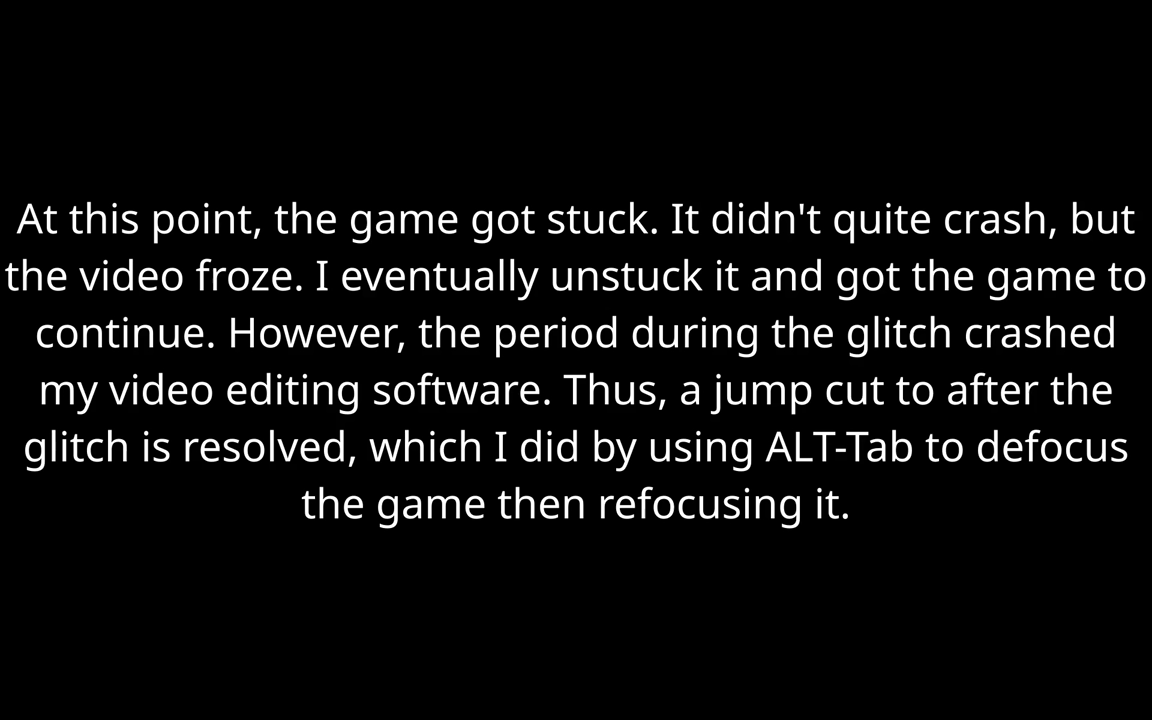 At this point, the game got stuck. It didn't quite crash, but
the video froze. I eventually unstuck it and got the game to
continue. However, the period during the glitch crashed
my video editing software. Thus, a jump cut to after the
glitch is resolved, which I did by using ALT-Tab to defocus
the game then refocusing it.